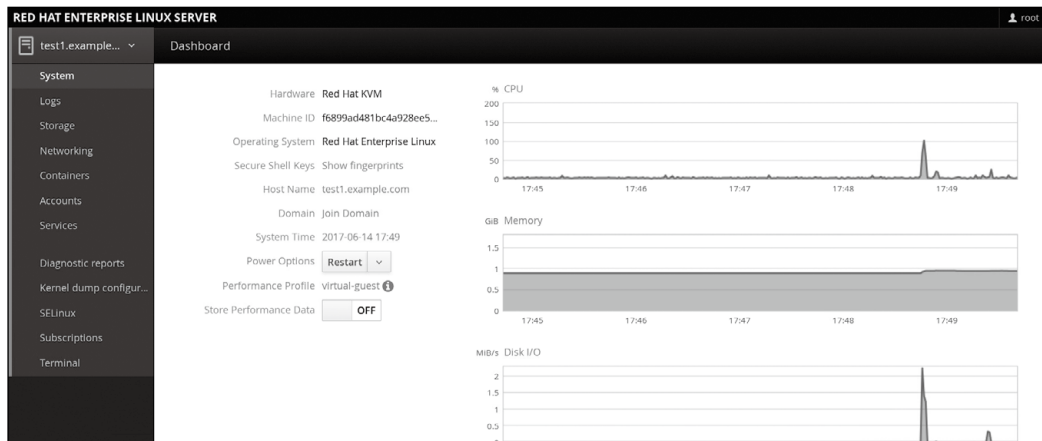 RED HAT ENTERPRISE LINUX SERVER
root
test1.example...
Dashboard
System
Logs
Storage
Networking
Containers
Accounts
Services
Diagnostic reports
Kernel dump configur...
SELinux
Subscriptions
Terminal
Hardware Red Hat KVM
Machine ID f6899ad481bc4a928ee5...
Operating System Red Hat Enterprise Linux
Secure Shell Keys Show fingerprints
Host Name test1.example.com
Domain Join Domain
System Time 2017-06-14 17:49
Power Options Restart
Performance Profile virtual-guest
Store Performance Data OFF
% CPU
200
150
100
50
0
17:45 17:46 17:47 17:48 17:49
GiB Memory
1.5
1
0.5
0
17:45 17:46 17:47 17:48 17:49
MiB/s Disk I/O
2
1.5
1
0.5